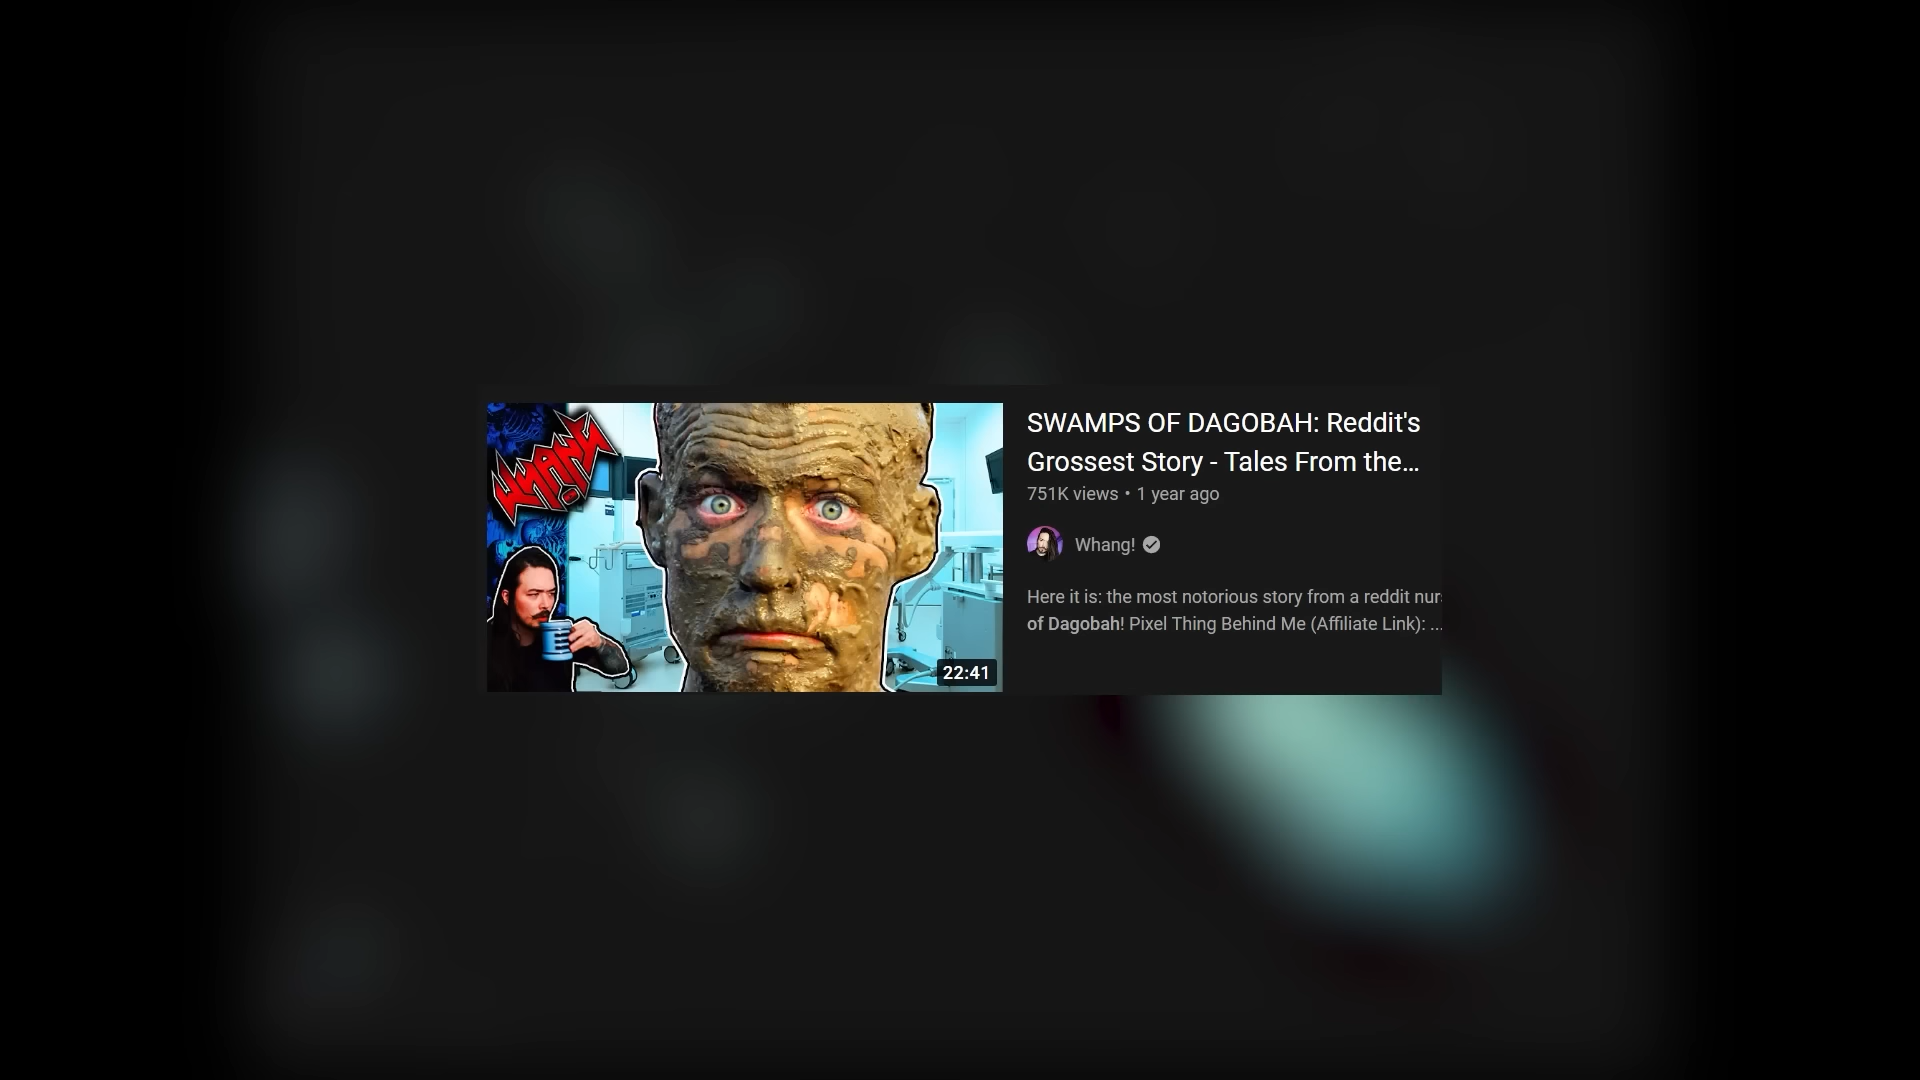 WHANG!
SWAMPS OF DAGOBAH: Reddit's
Grossest Story - Tales From the...
751K views • 1 year ago
Whang!
Here it is: the most notorious story from a reddit nur
of Dagobah! Pixel Thing Behind Me (Affiliate Link): ...
22:41